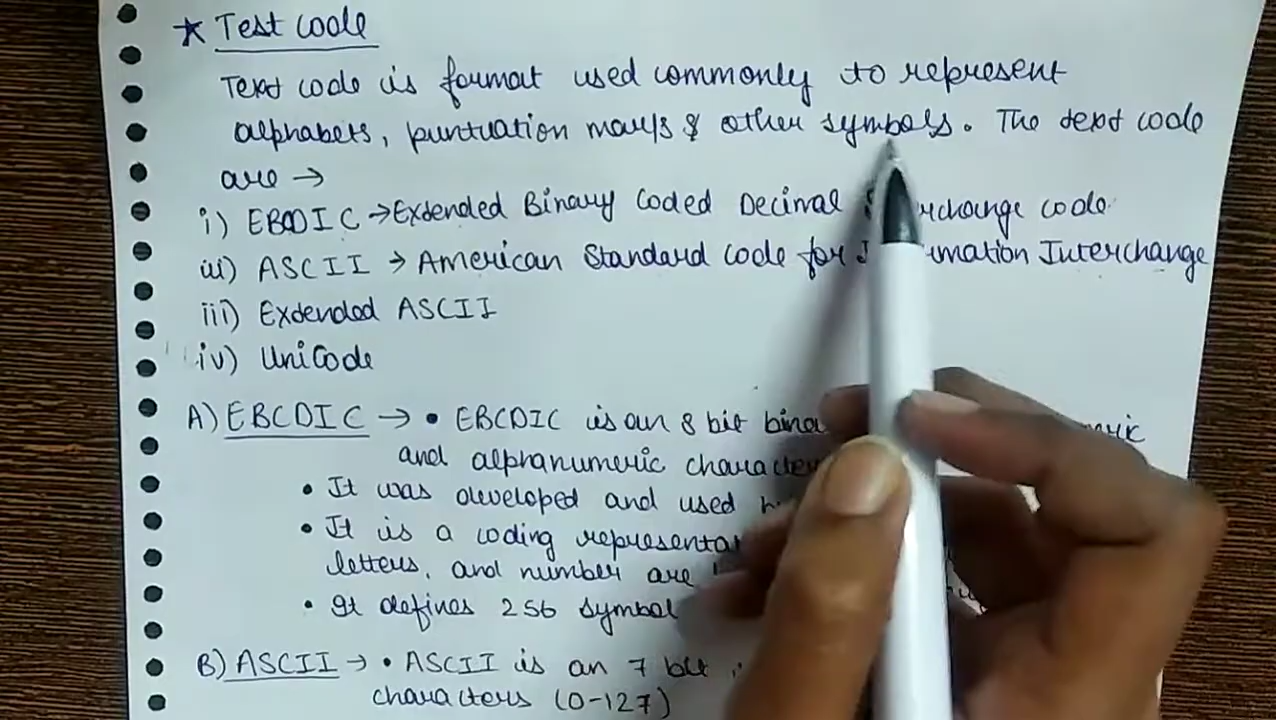 ★ Test code
Text code is format used commonly to represent
alphabets, puntuation marks & other symbols. The text code
are →
i) EBCDIC → Extended Binary Coded Decimal code
ii) ASCII → American Standard Code for Interchange
iii) Extended ASCII
iv) UniCode
A) EBCDIC → • EBCDIC is an 8 bit
and alphanumeric
• It was developed and used
• It is a coding
letters, and number are
• It defines 256 symbol
B) ASCII → • ASCII is an 7 bit
characters (0-127)